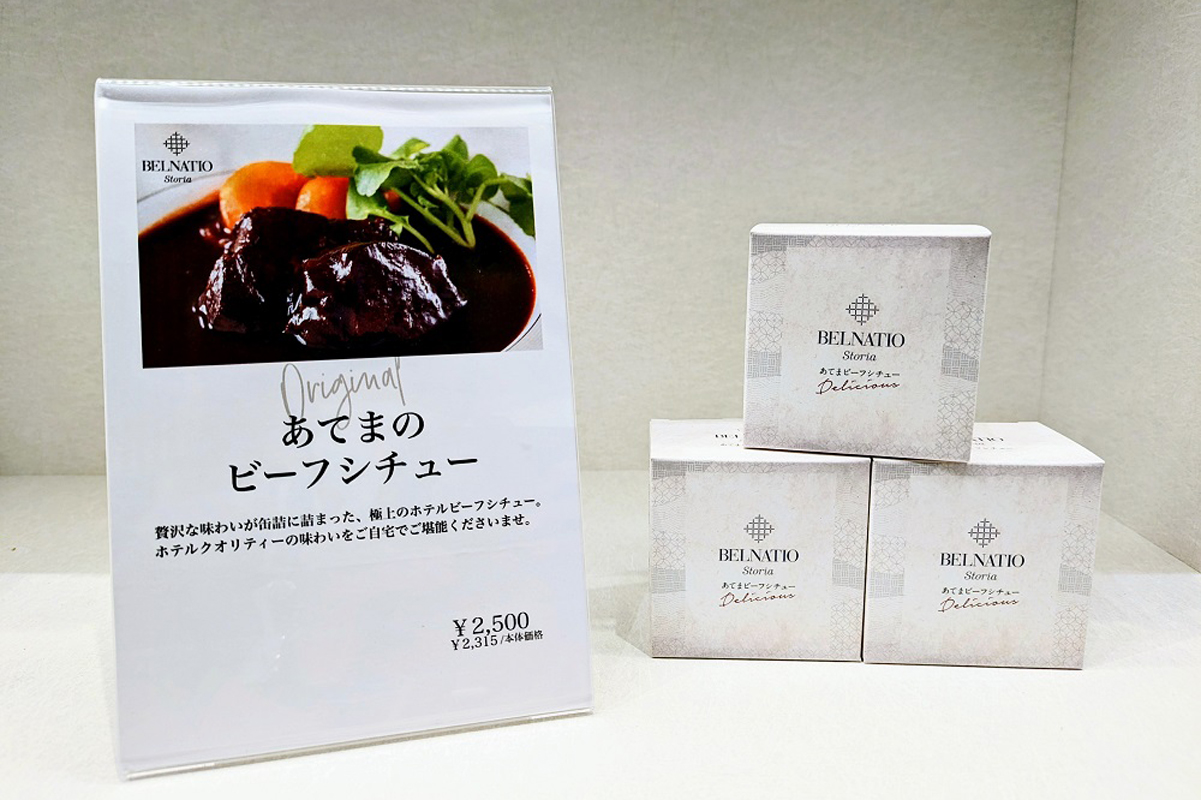 BELNATIO
Storia
Original
あてまの
ビーフシチュー
贅沢な味わいが缶詰に詰まった、極上のホテルビーフシチュー。
ホテルクオリティーの味わいをご自宅でご堪能くださいませ。
￥2,500
￥2,315/本体価格
BELNATIO
Storia
あてまビーフシチュー
Delicious
BELNATIO
Storia
あてまビーフシチュー
Delicious
BELNATIO
Storia
あてまビーフシチュー
Delicious